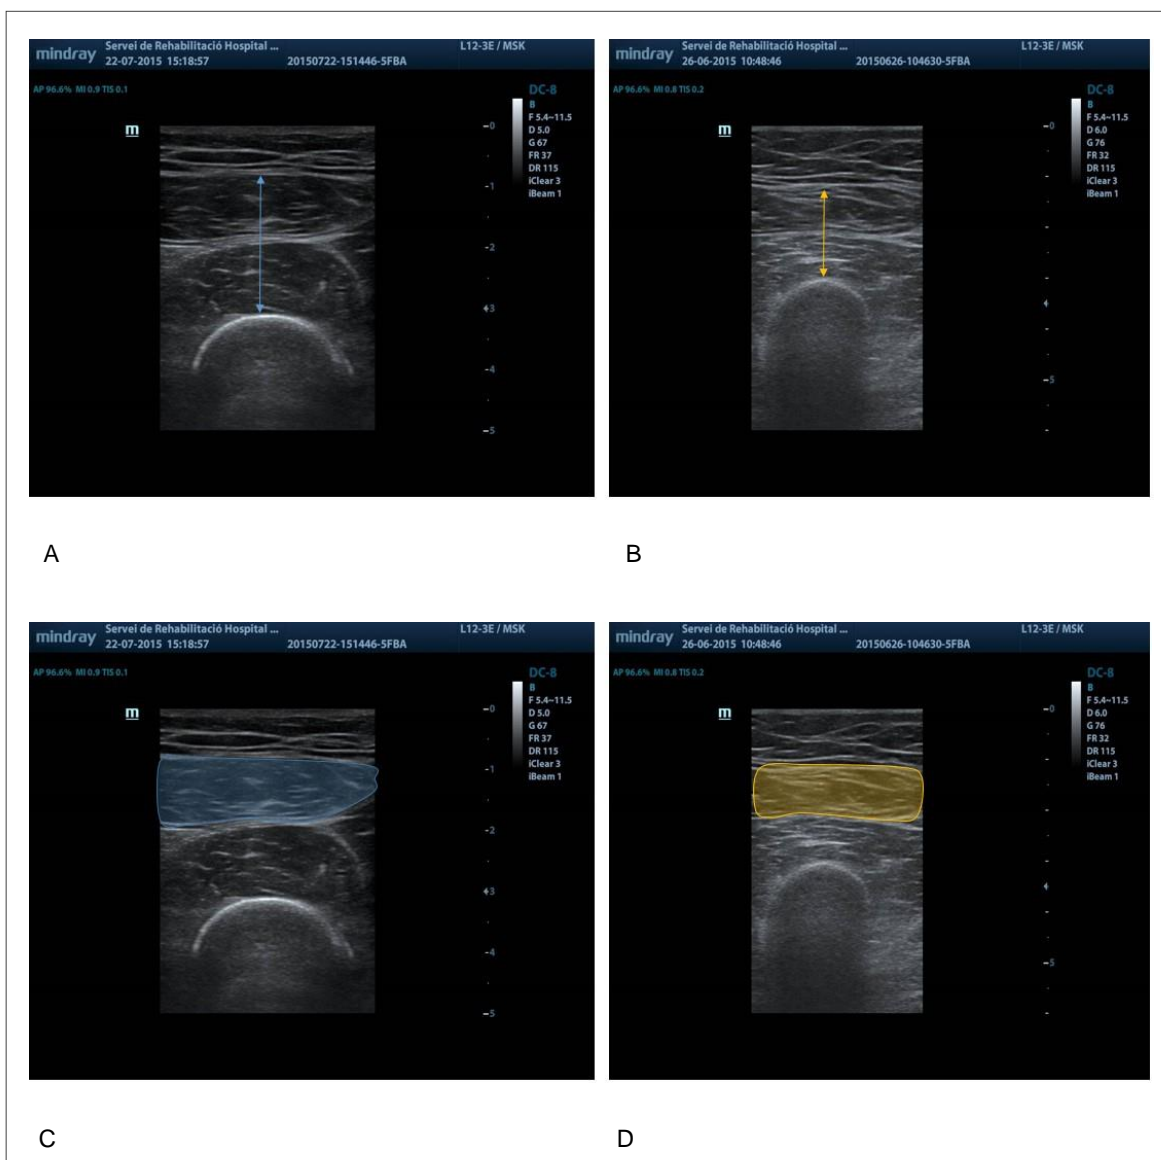 mindray Servei de Rehabilitació Hospital ... L12-3E / MSK
22-07-2015 15:18:57 20150722-151446-5FBA
AP 96.6% MI 0.9 TIS 0.1
DC-8
B
F 5.4~11.5
D 5.0
G 67
FR 37
DR 115
iClear 3
iBeam 1
m
0
1
2
3
4
5
mindray Servei de Rehabilitació Hospital ... L12-3E / MSK
26-06-2015 10:48:46 20150626-104630-5FBA
AP 96.6% MI 0.8 TIS 0.2
DC-8
B
F 5.4~11.5
D 6.0
G 76
FR 32
DR 115
iClear 3
iBeam 1
m
0
5
A B
mindray Servei de Rehabilitació Hospital ... L12-3E / MSK
22-07-2015 15:18:57 20150722-151446-5FBA
AP 96.6% MI 0.9 TIS 0.1
DC-8
B
F 5.4~11.5
D 5.0
G 67
FR 37
DR 115
iClear 3
iBeam 1
m
0
1
2
3
4
5
mindray Servei de Rehabilitació Hospital ... L12-3E / MSK
26-06-2015 10:48:46 20150626-104630-5FBA
AP 96.6% MI 0.8 TIS 0.2
DC-8
B
F 5.4~11.5
D 6.0
G 76
FR 32
DR 115
iClear 3
iBeam 1
m
0
5
C D